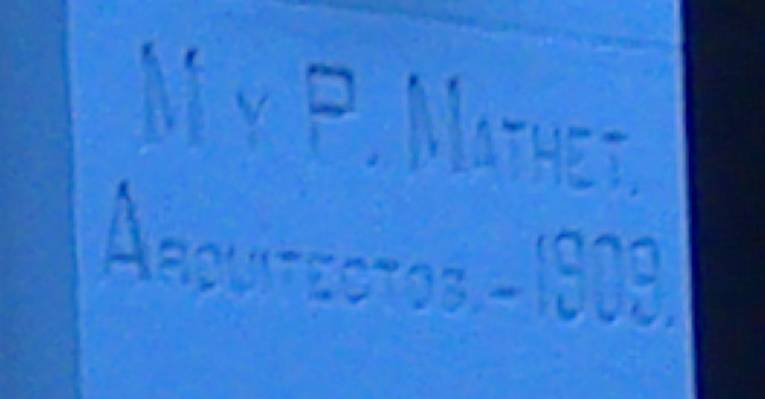 M Y P. MATHET.
ARQUITECTOS.-1909.